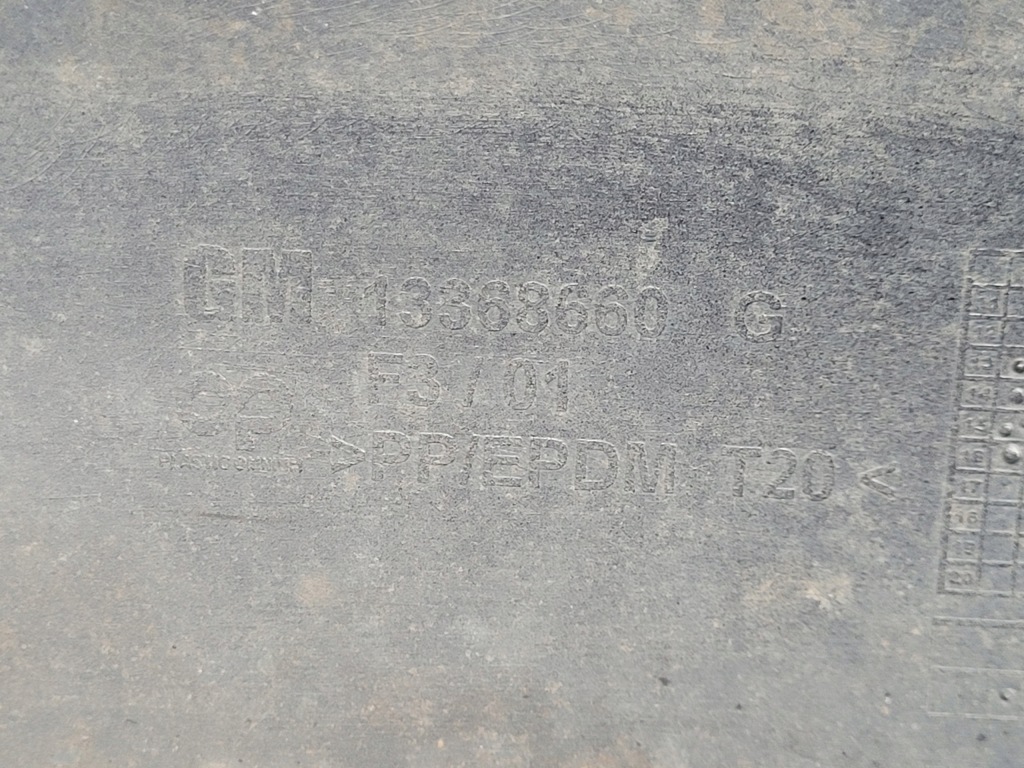 GM 13368660 G
F3 / 01
>PP/EPDM T20<